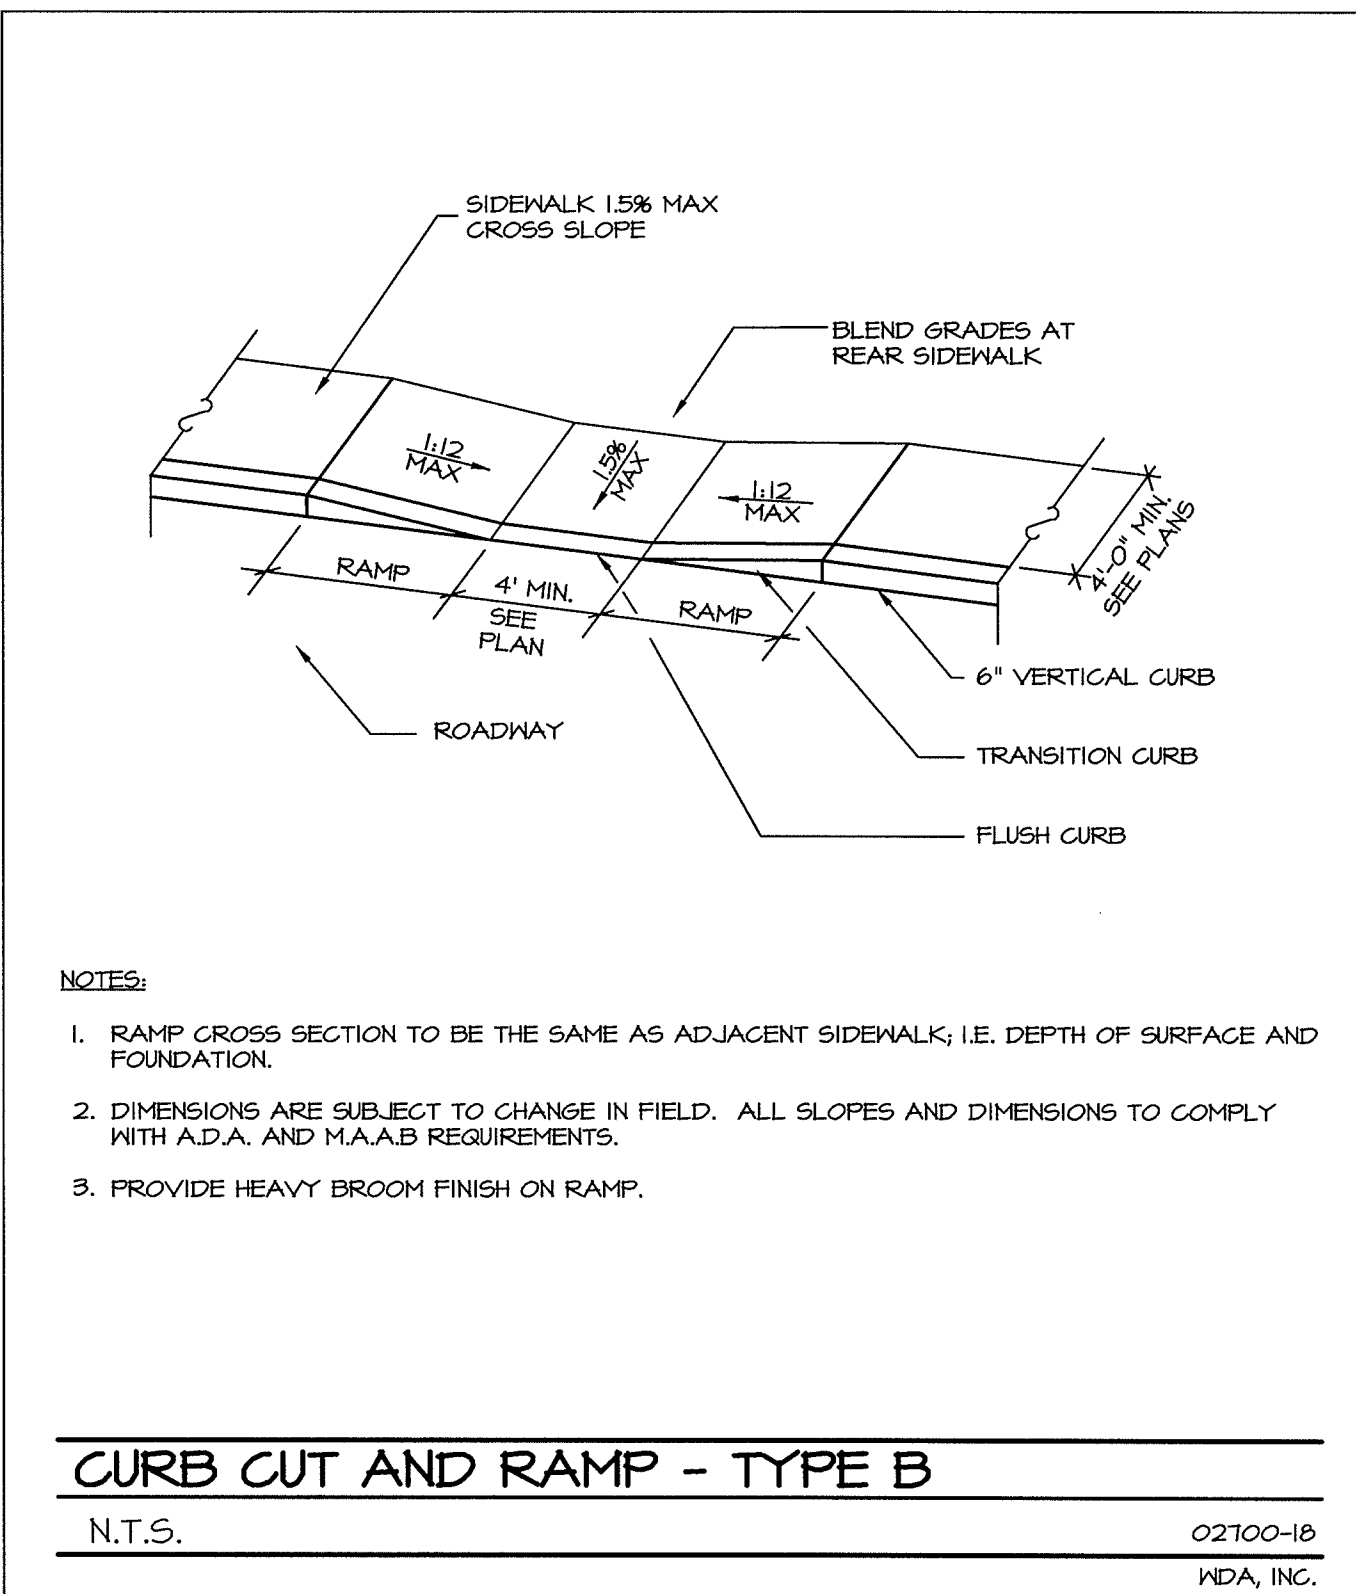 SIDEWALK 1.5% MAX
CROSS SLOPE
BLEND GRADES AT
REAR SIDEWALK
1:12
MAX
1.5%
MAX
1:12
MAX
4'-0" MIN.
SEE PLANS
RAMP
4' MIN.
SEE
PLAN
RAMP
6" VERTICAL CURB
ROADWAY
TRANSITION CURB
FLUSH CURB
NOTES:
1. RAMP CROSS SECTION TO BE THE SAME AS ADJACENT SIDEWALK; I.E. DEPTH OF SURFACE AND
FOUNDATION.
2. DIMENSIONS ARE SUBJECT TO CHANGE IN FIELD. ALL SLOPES AND DIMENSIONS TO COMPLY
WITH A.D.A. AND M.A.A.B REQUIREMENTS.
3. PROVIDE HEAVY BROOM FINISH ON RAMP.
CURB CUT AND RAMP - TYPE B
N.T.S.
02700-18
WDA, INC.